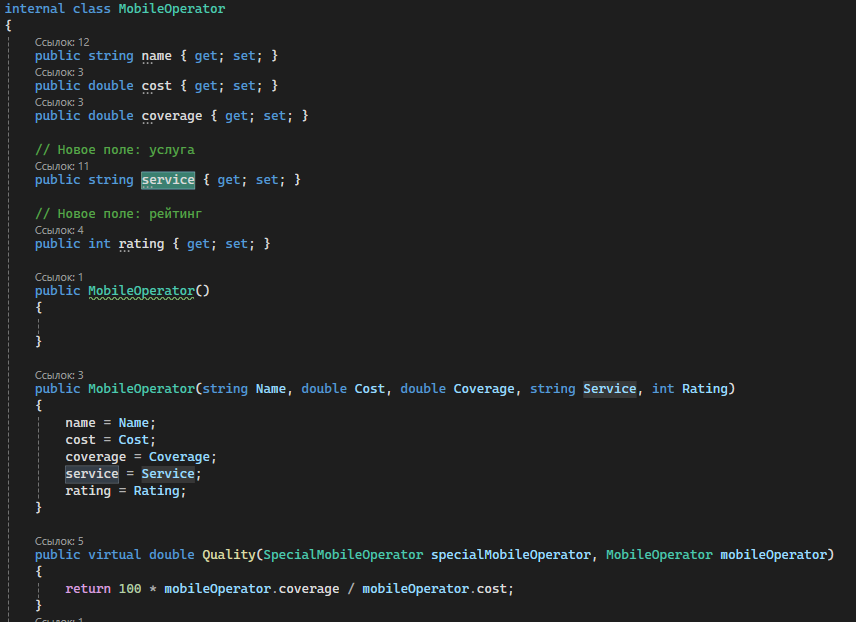 internal class MobileOperator
{
Ссылок: 12
public string name { get; set; }
Ссылок: 3
public double cost { get; set; }
Ссылок: 3
public double coverage { get; set; }
// Новое поле: услуга
Ссылок: 11
public string service { get; set; }
// Новое поле: рейтинг
Ссылок: 4
public int rating { get; set; }
Ссылок: 1
public MobileOperator()
{
}
Ссылок: 3
public MobileOperator(string Name, double Cost, double Coverage, string Service, int Rating)
{
name = Name;
cost = Cost;
coverage = Coverage;
service = Service;
rating = Rating;
}
Ссылок: 5
public virtual double Quality(SpecialMobileOperator specialMobileOperator, MobileOperator mobileOperator)
{
return 100 * mobileOperator.coverage / mobileOperator.cost;
}
Ссылок: 1